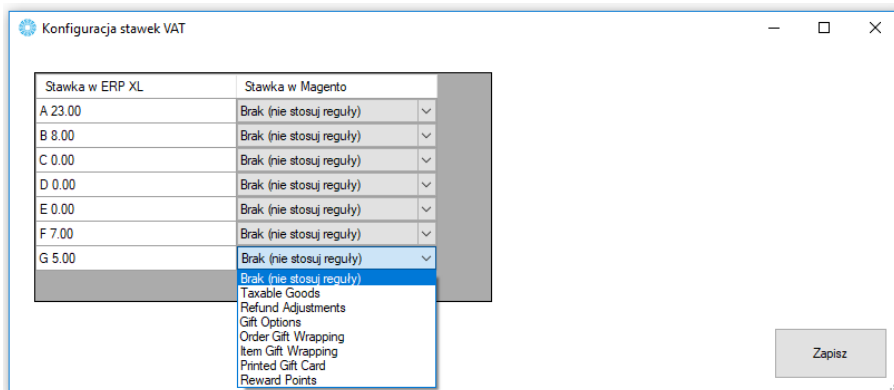 Konfiguracja stawek VAT
Stawka w ERP XL Stawka w Magento
A 23.00 Brak (nie stosuj reguły)
B 8.00 Brak (nie stosuj reguły)
C 0.00 Brak (nie stosuj reguły)
D 0.00 Brak (nie stosuj reguły)
E 0.00 Brak (nie stosuj reguły)
F 7.00 Brak (nie stosuj reguły)
G 5.00 Brak (nie stosuj reguły)
Brak (nie stosuj reguły)
Taxable Goods
Refund Adjustments
Gift Options
Order Gift Wrapping
Item Gift Wrapping
Printed Gift Card
Reward Points
Zapisz